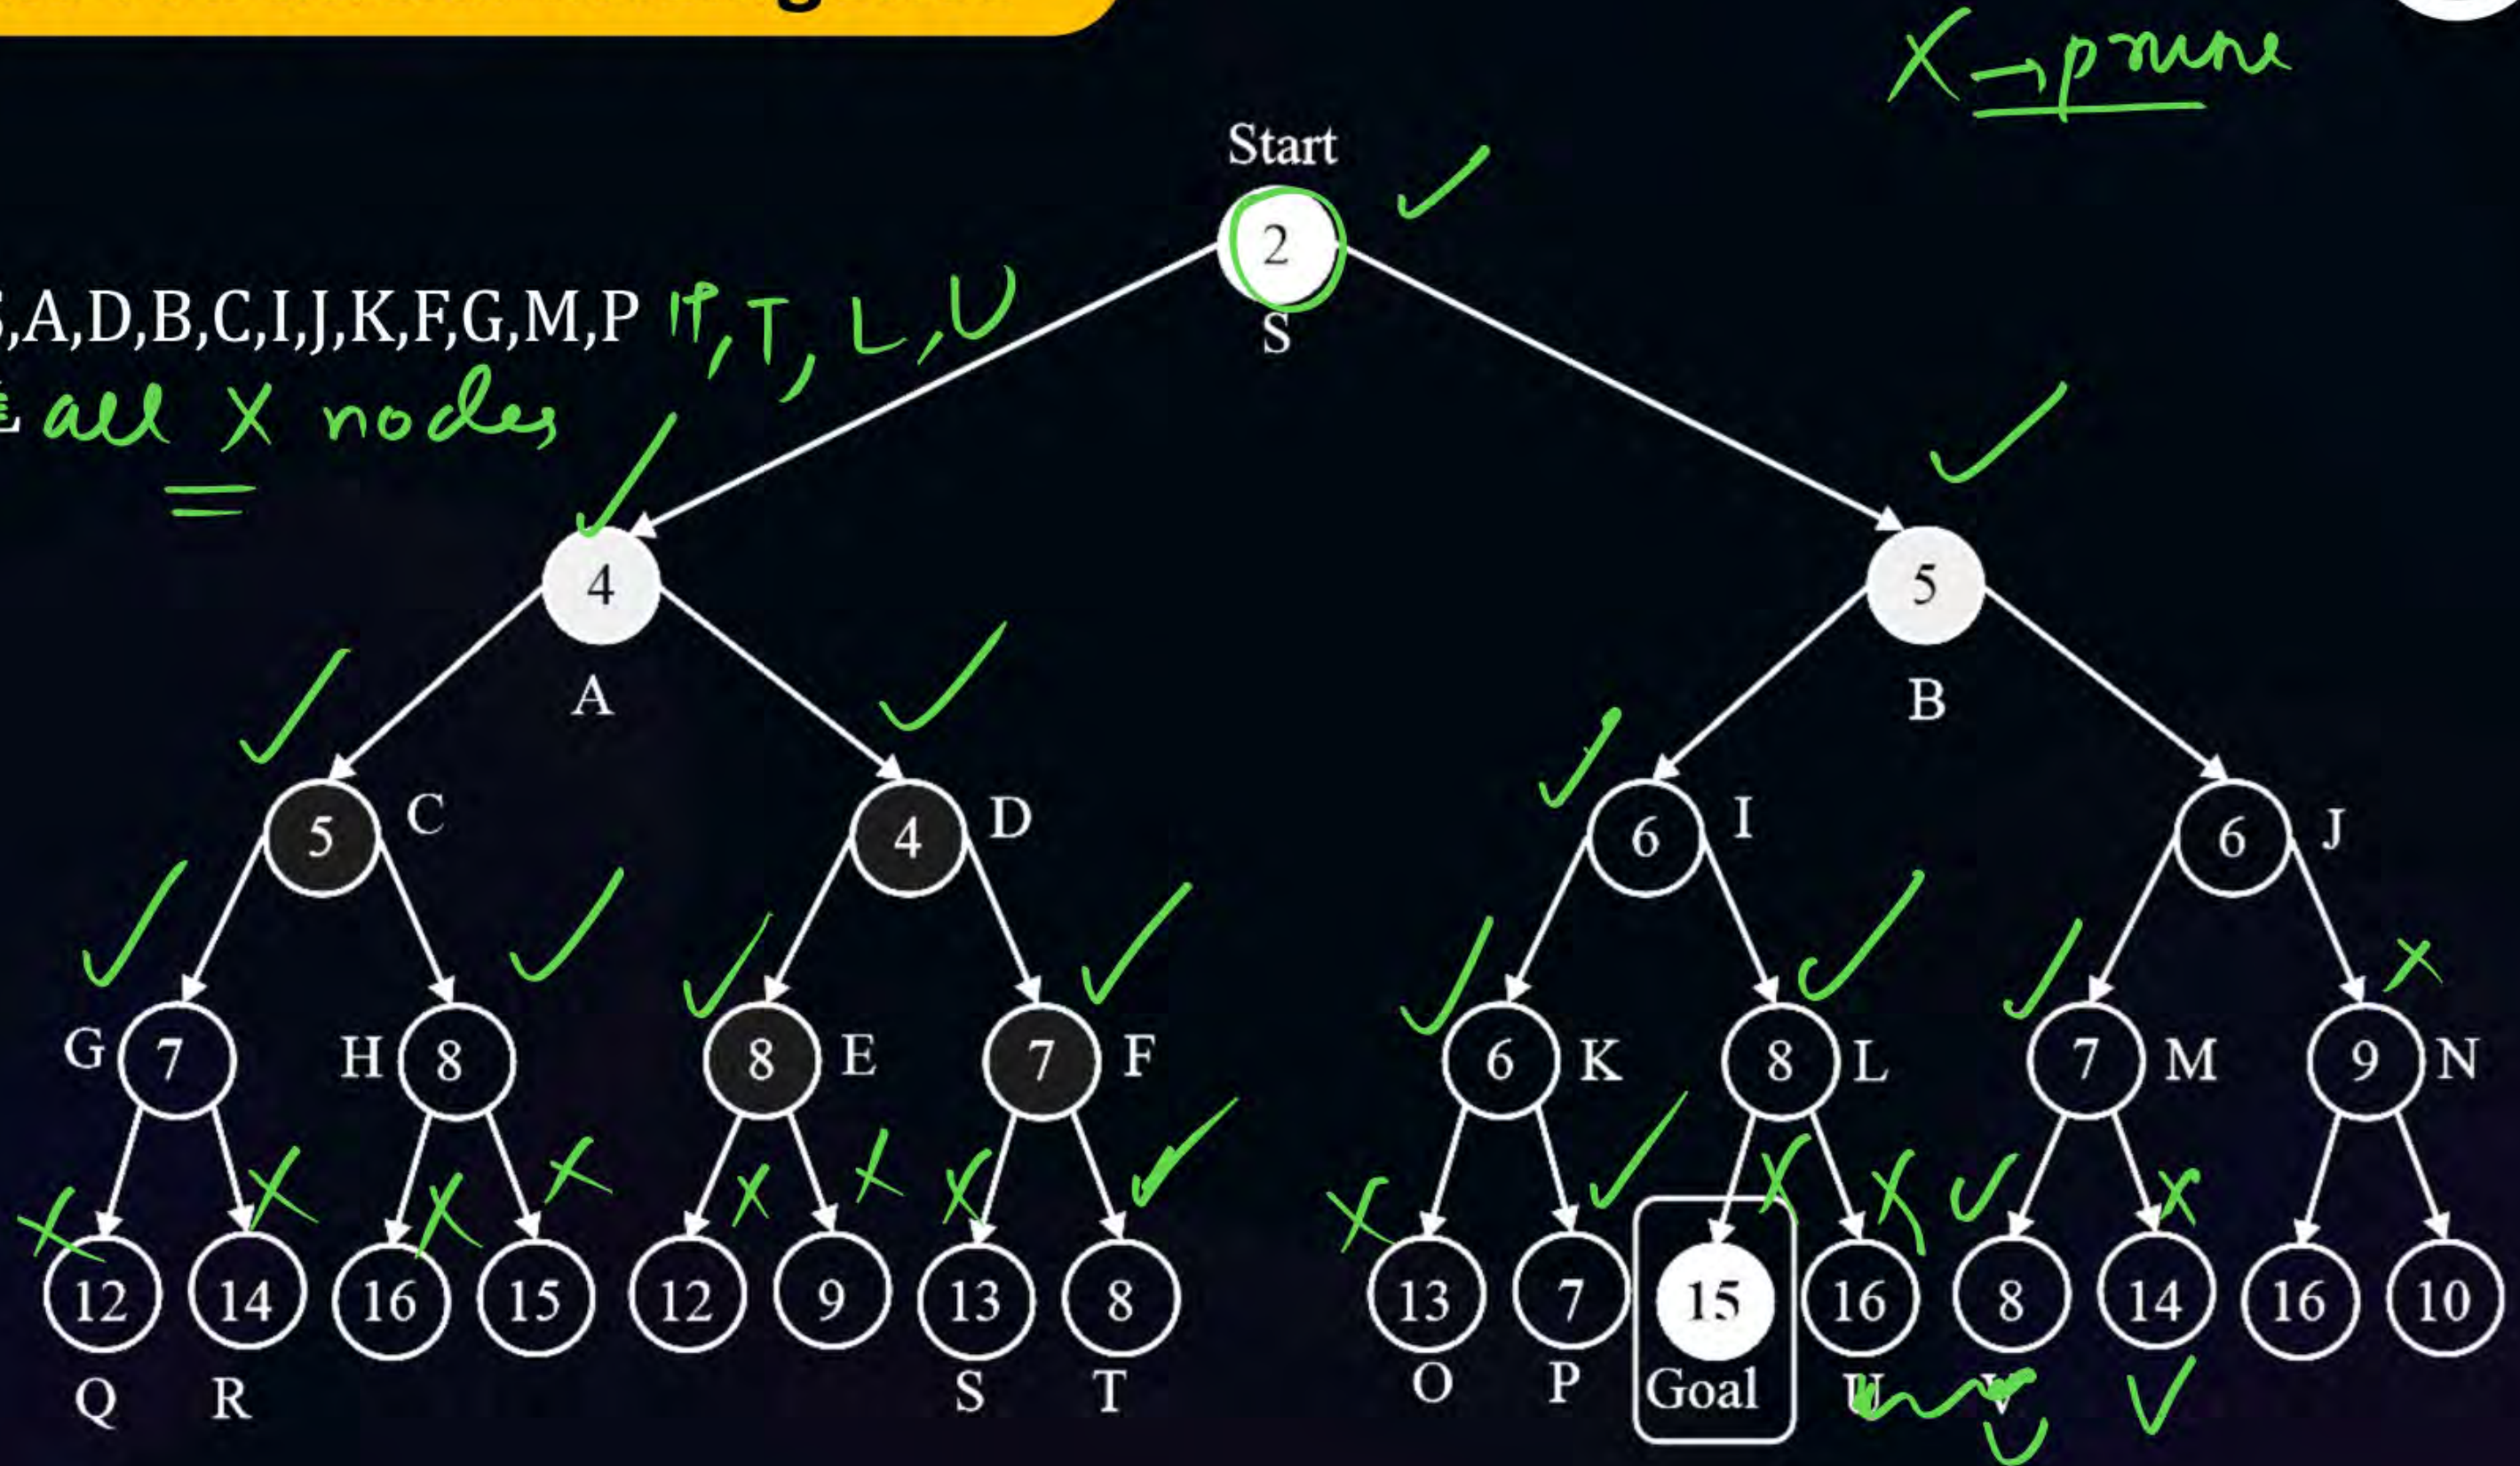 X → prune
Start
2
S
,A,D,B,C,I,J,K,F,G,M,P , T, L, U
all X nodes
4
5
A
B
5 C
4 D
6 I
6 J
G 7
H 8
8 E
7 F
6 K
8 L
7 M
9 N
12 14 16 15 12 9 13 8 13 7 15 16 8 14 16 10
Q R S T O P Goal U V